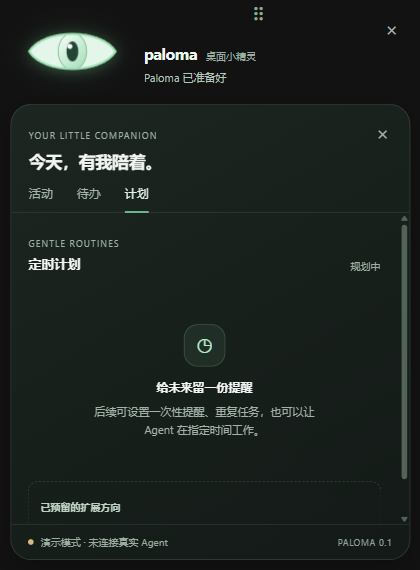 paloma 桌面小精灵
Paloma 已准备好
YOUR LITTLE COMPANION
今天，有我陪着。
活动 待办 计划
GENTLE ROUTINES
定时计划 规划中
给未来留一份提醒
后续可设置一次性提醒、重复任务，也可以让
Agent 在指定时间工作。
已预留的扩展方向
演示模式 · 未连接真实 Agent PALOMA 0.1